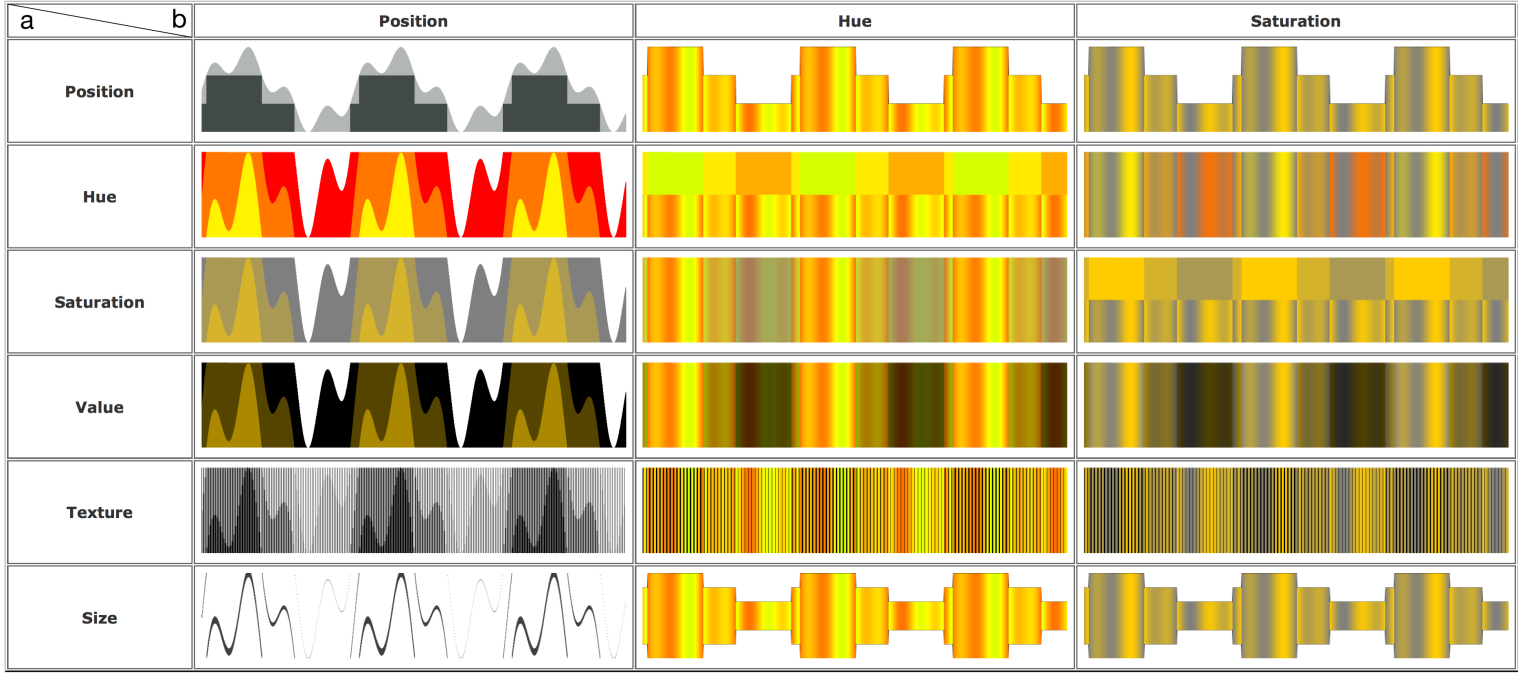 a b Position Hue Saturation
Position
Hue
Saturation
Value
Texture
Size